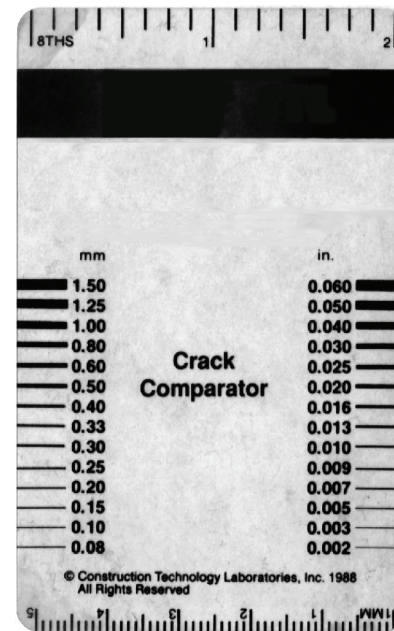 8THS 1 2
mm in.
1.50 0.060
1.25 0.050
1.00 0.040
0.80 0.030
0.60 0.025
0.50 0.020
0.40 0.016
0.33 0.013
0.30 0.010
0.25 0.009
0.20 0.007
0.15 0.005
0.10 0.003
0.08 0.002
Crack
Comparator
© Construction Technology Laboratories, Inc. 1988
All Rights Reserved
5 4 3 2 1 1MM